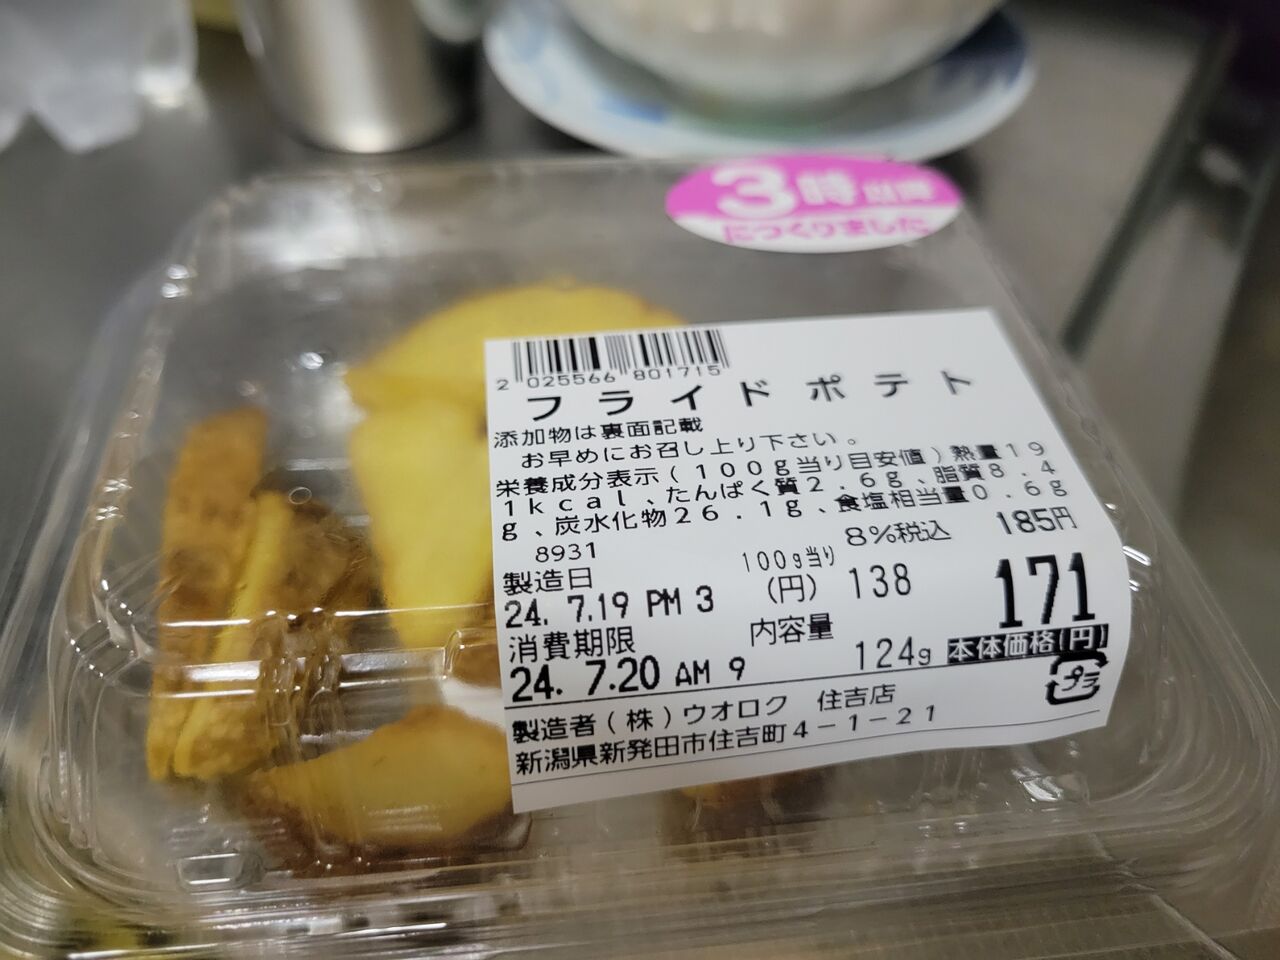 3時以降
につくりました
2 025566 801715
フライドポテト
添加物は裏面記載
お早めにお召し上り下さい。
栄養成分表示(100g当り目安値)熱量19
1kcal、たんぱく質2.6g、脂質8.4
g、炭水化物26.1g、食塩相当量0.6g
8931
8%税込 185円
製造日 100g当り
24. 7.19 PM 3 (円) 138 171
消費期限 内容量 本体価格(円)
24. 7.20 AM 9 124g プラ
製造者(株)ウオロク 住吉店
新潟県新発田市住吉町4-1-21